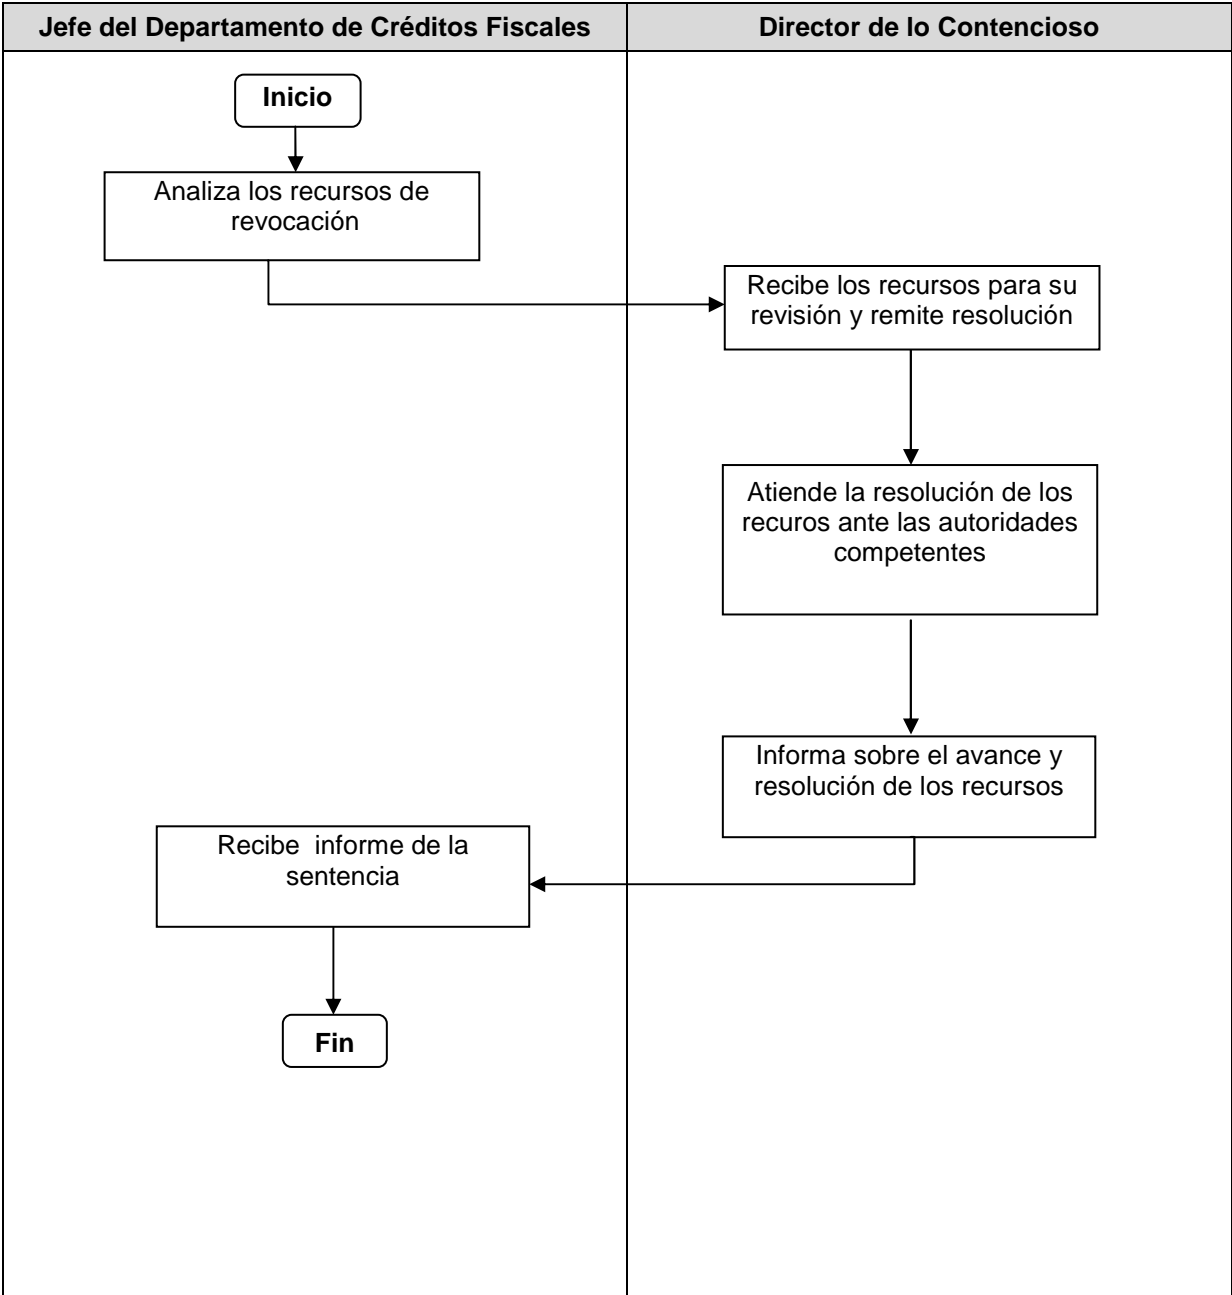 Jefe del Departamento de Créditos Fiscales
Director de lo Contencioso
Inicio
Analiza los recursos de
revocación
Recibe los recursos para su
revisión y remite resolución
Atiende la resolución de los
recuros ante las autoridades
competentes
Informa sobre el avance y
resolución de los recursos
Recibe informe de la
sentencia
Fin